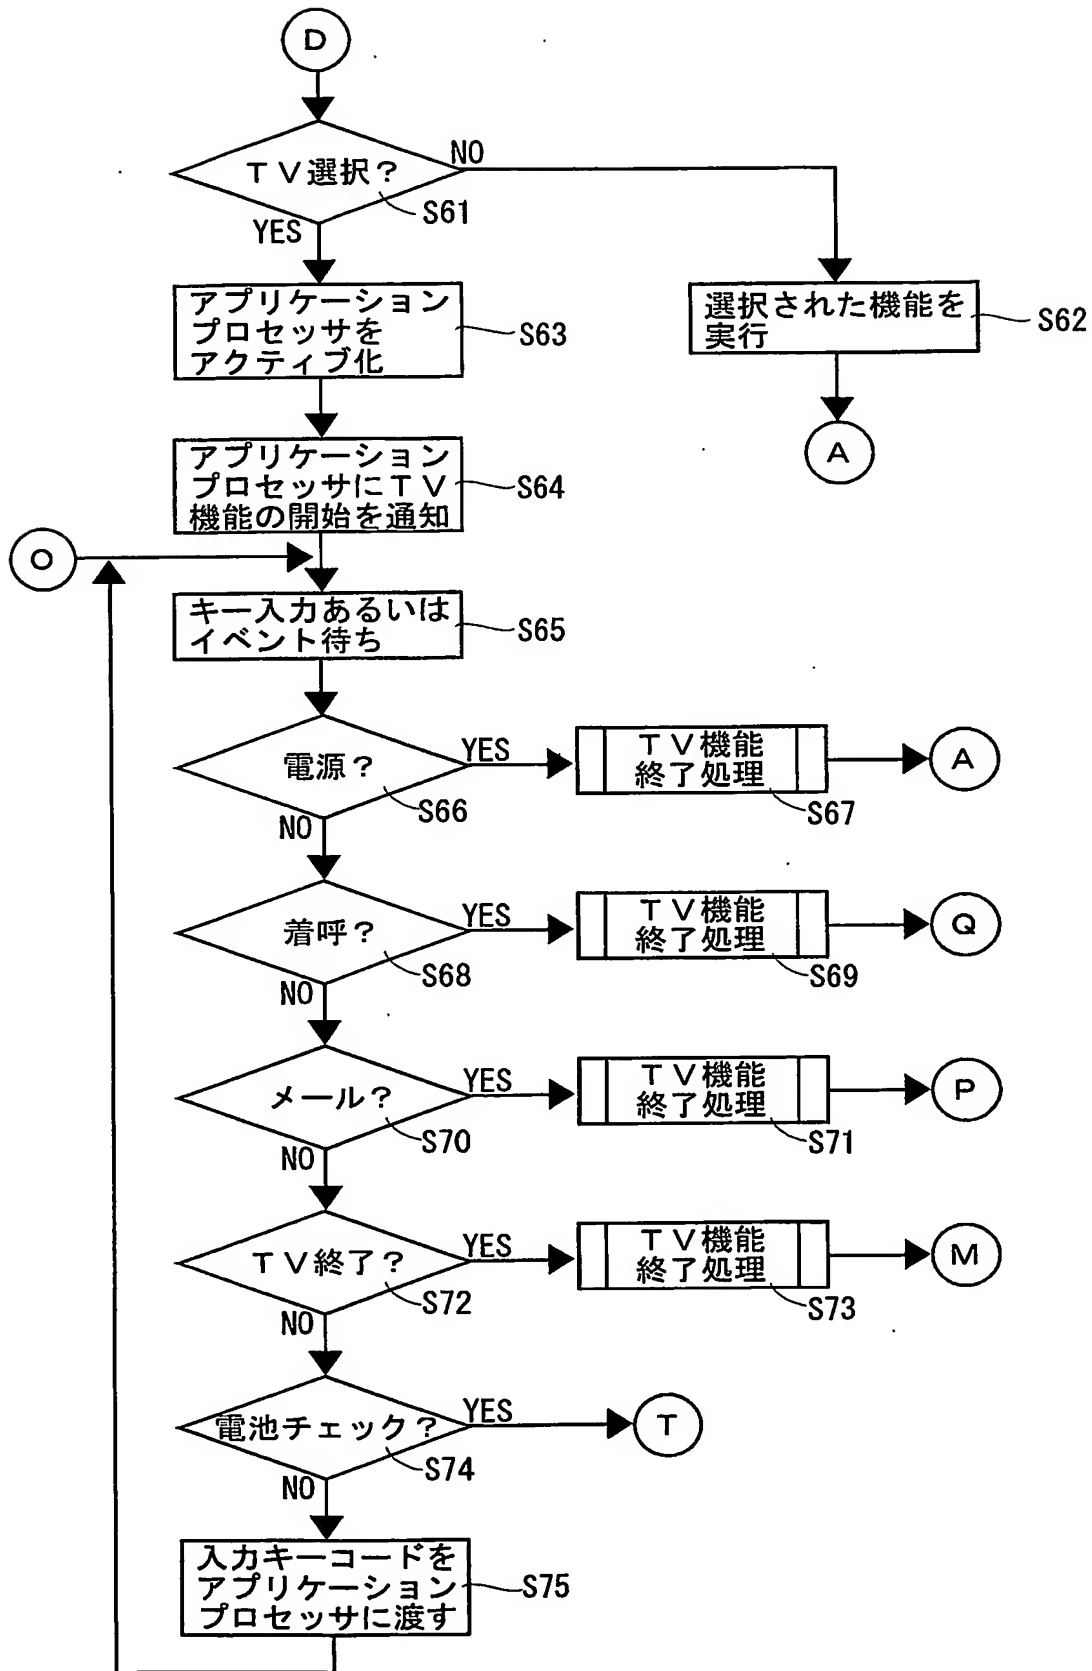 D
TV選択?
NO
S61
YES
アプリケーション
プロセッサを
アクティブ化
S63
選択された機能を
実行
S62
A
アプリケーション
プロセッサにTV
機能の開始を通知
S64
O
キー入力あるいは
イベント待ち
S65
電源?
YES
S66
NO
TV機能
終了処理
S67
A
着呼?
YES
S68
NO
TV機能
終了処理
S69
Q
メール?
YES
S70
NO
TV機能
終了処理
S71
P
TV終了?
YES
S72
NO
TV機能
終了処理
S73
M
電池チェック?
YES
S74
NO
T
入力キーコードを
アプリケーション
プロセッサに渡す
S75